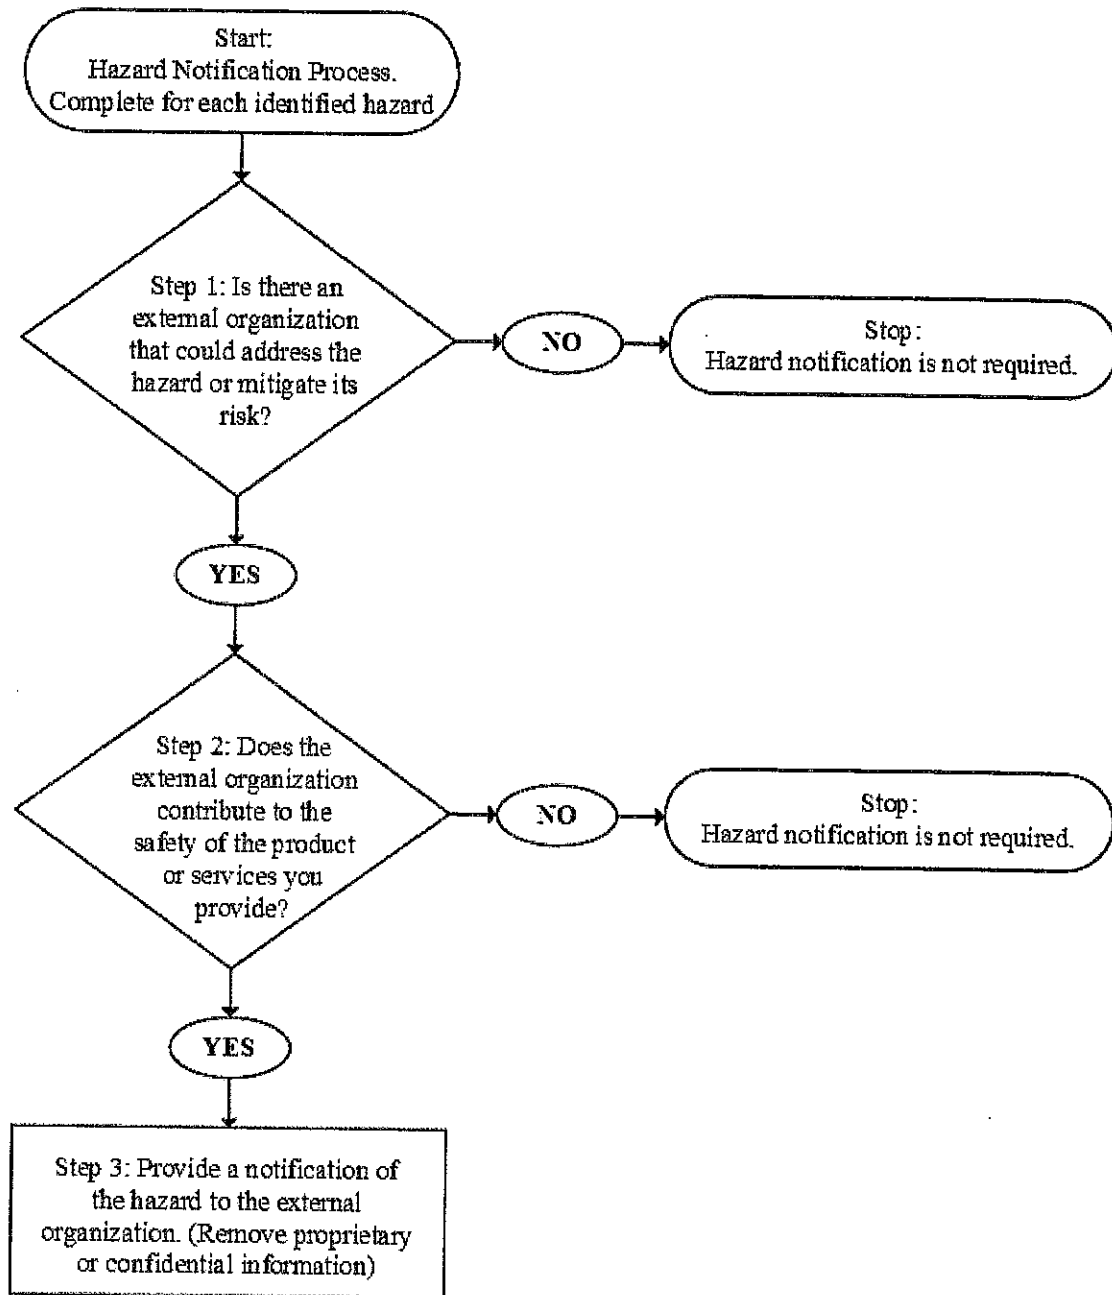 Start:
Hazard Notification Process.
Complete for each identified hazard
Step 1: Is there an
external organization
that could address the
hazard or mitigate its
risk?
NO
Stop:
Hazard notification is not required.
YES
Step 2: Does the
external organization
contribute to the
safety of the product
or services you
provide?
NO
Stop:
Hazard notification is not required.
YES
Step 3: Provide a notification of
the hazard to the external
organization. (Remove proprietary
or confidential information)